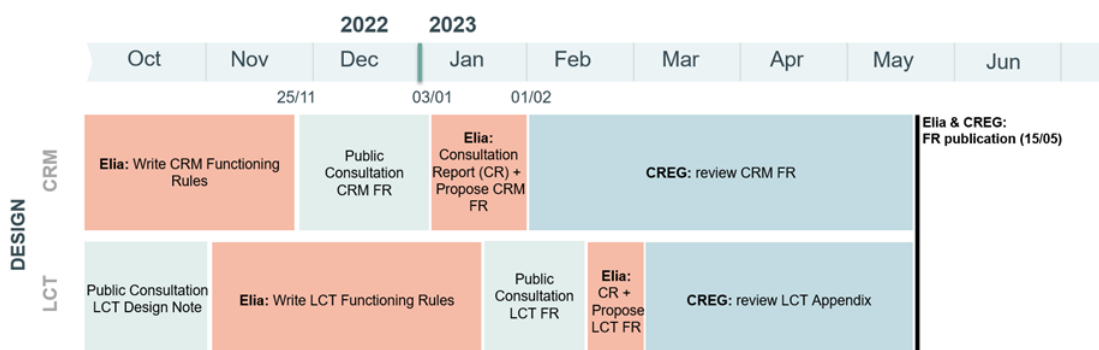 2022
2023
Oct
Nov
Dec
Jan
Feb
Mar
Apr
May
Jun
25/11
03/01
01/02
DESIGN
CRM
Elia: Write CRM Functioning
Rules
Public
Consultation
CRM FR
Elia:
Consultation
Report (CR) +
Propose CRM
FR
CREG: review CRM FR
Elia & CREG:
FR publication (15/05)
LCT
Public Consultation
LCT Design Note
Elia: Write LCT Functioning Rules
Public
Consultation
LCT FR
Elia:
CR +
Propose
LCT FR
CREG: review LCT Appendix